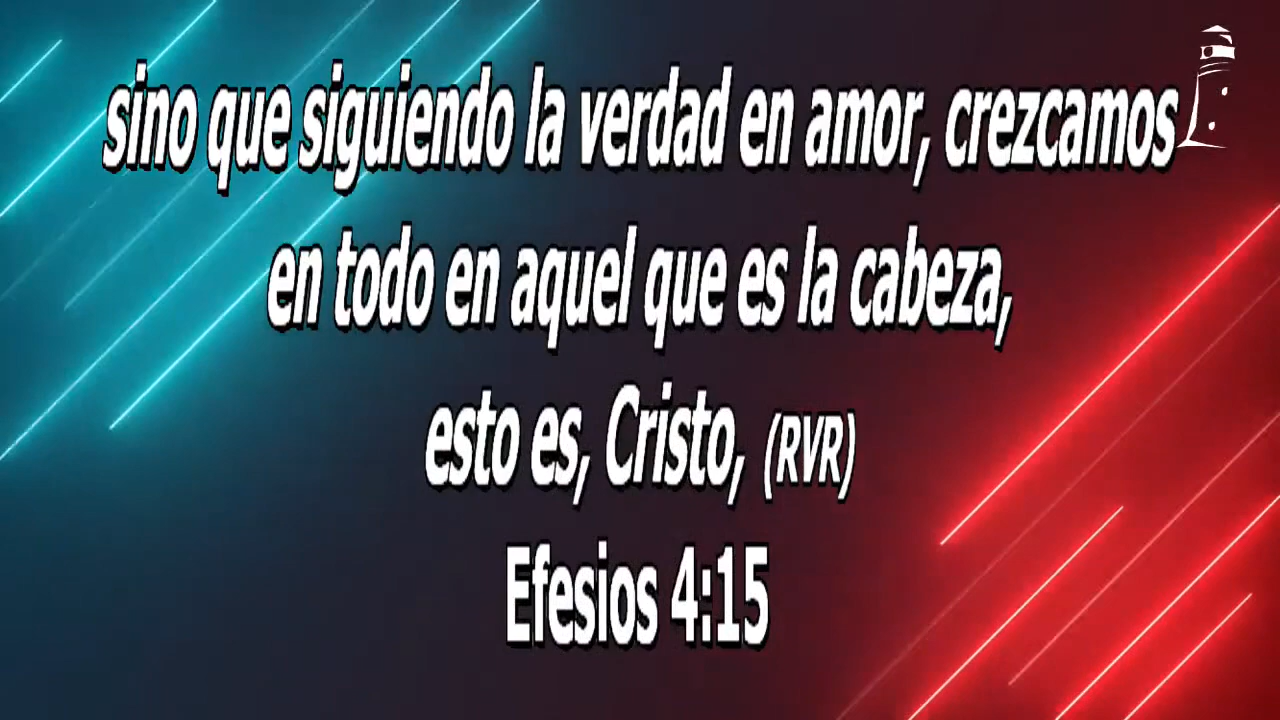 sino que siguiendo la verdad en amor, crezcamos
en todo en aquel que es la cabeza,
esto es, Cristo, (RVR)
Efesios 4:15